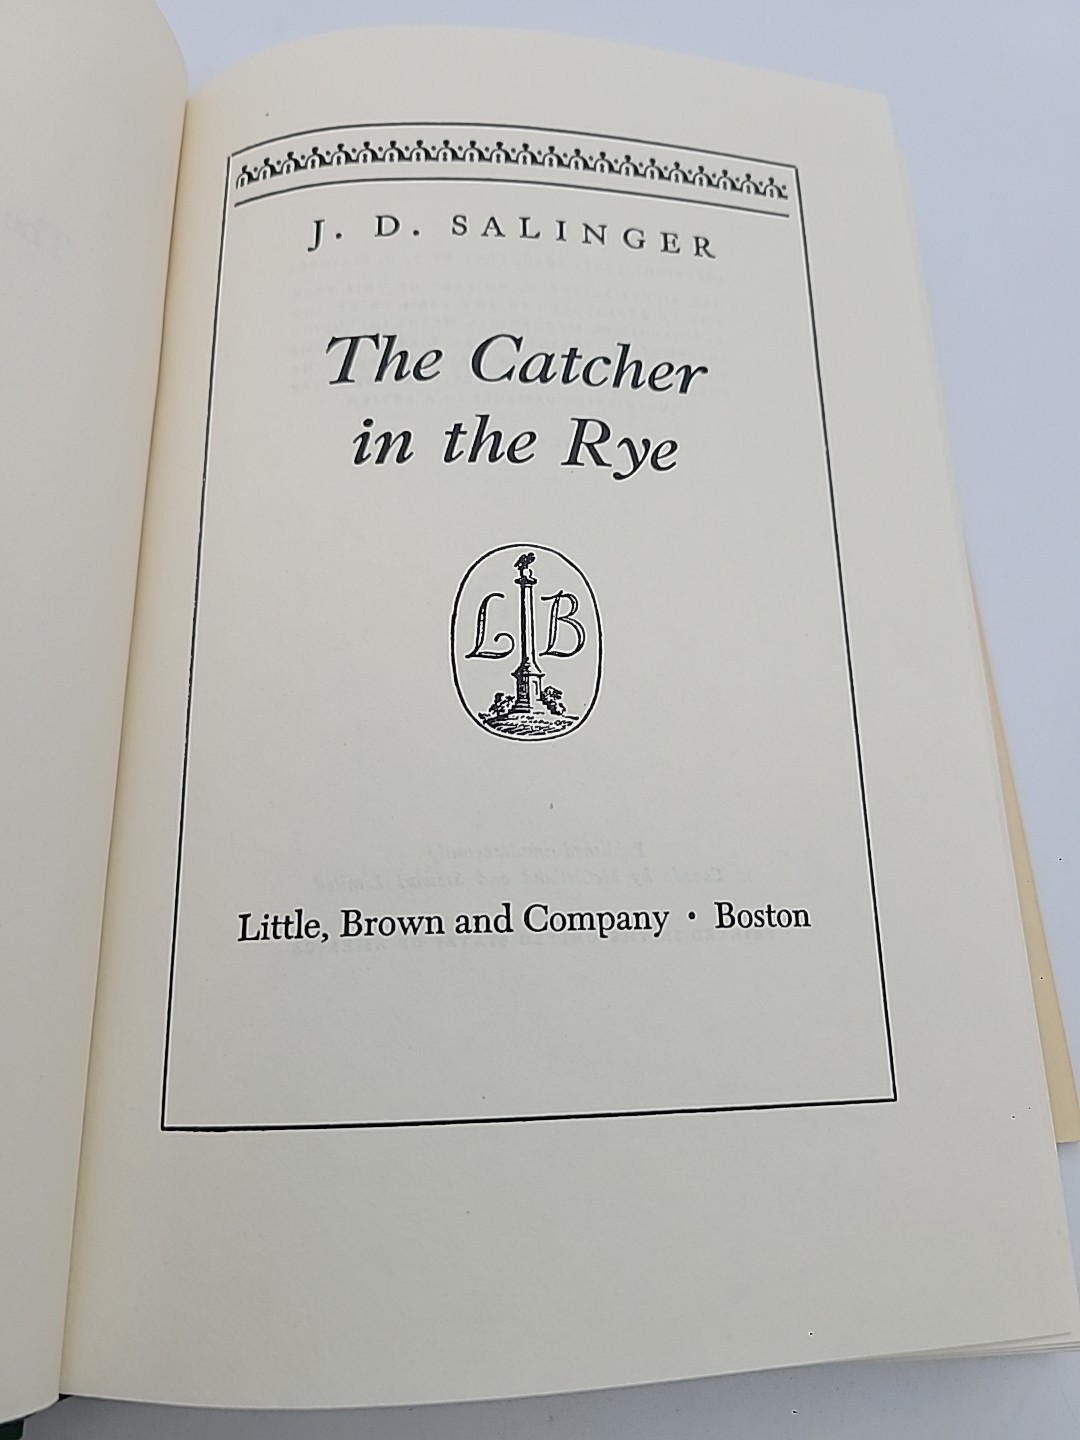 J. D. SALINGER
The Catcher
in the Rye
L B
Little, Brown and Company • Boston